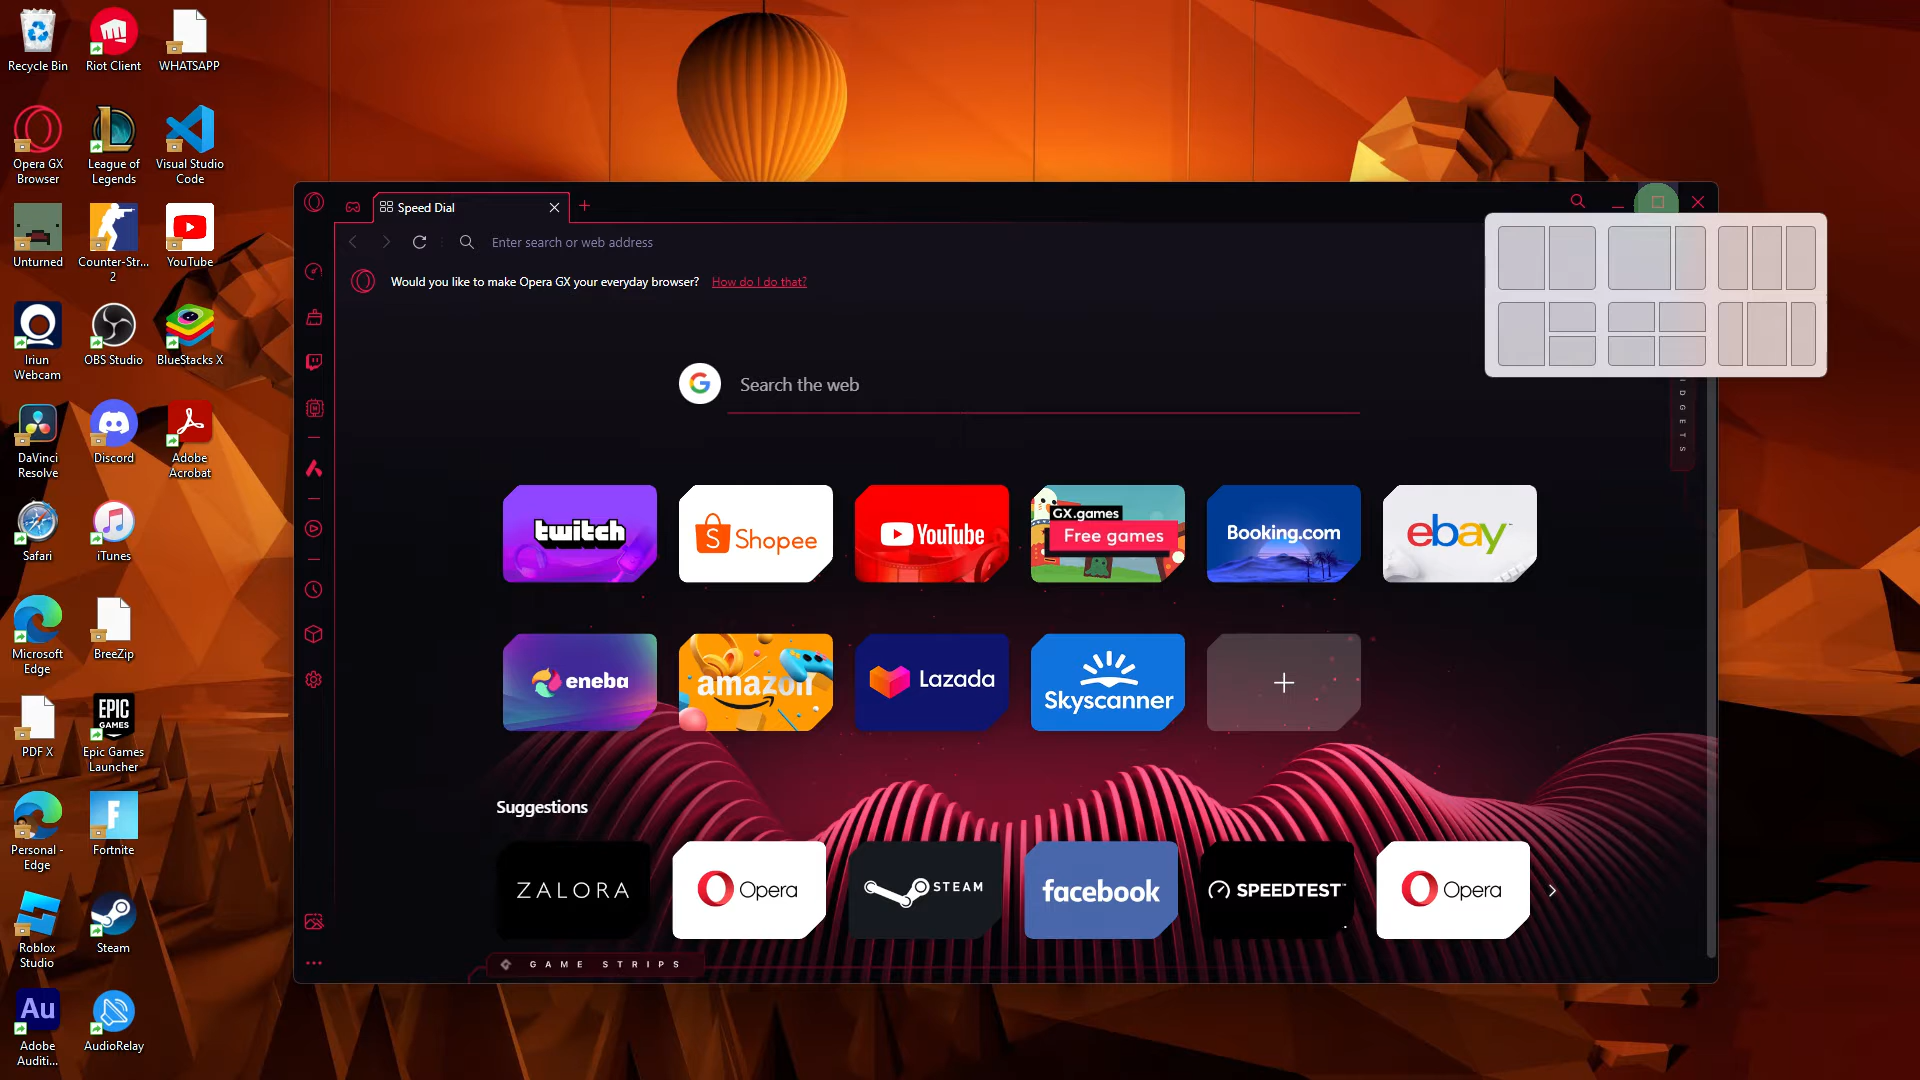 Recycle Bin
Riot Client
WHATSAPP
Opera GX
Browser
League of
Legends
Visual Studio
Code
Unturned
Counter-Str...
2
YouTube
Iriun
Webcam
OBS Studio
BlueStacks X
DaVinci
Resolve
Discord
Adobe
Acrobat
Safari
iTunes
Microsoft
Edge
BreeZip
PDF X
EPIC
GAMES
Epic Games
Launcher
Personal -
Edge
F
Fortnite
Roblox
Studio
Steam
Au
Adobe
Auditi...
AudioRelay
Speed Dial
Enter search or web address
Would you like to make Opera GX your everyday browser? How do I do that?
G
Search the web
DGETS
twitch
S Shopee
YouTube
GX.games
Free games
Booking.com
ebay
eneba
amazon
Lazada
Skyscanner
Suggestions
ZALORA
Opera
STEAM
facebook
SPEEDTEST
Opera
GAME STRIPS